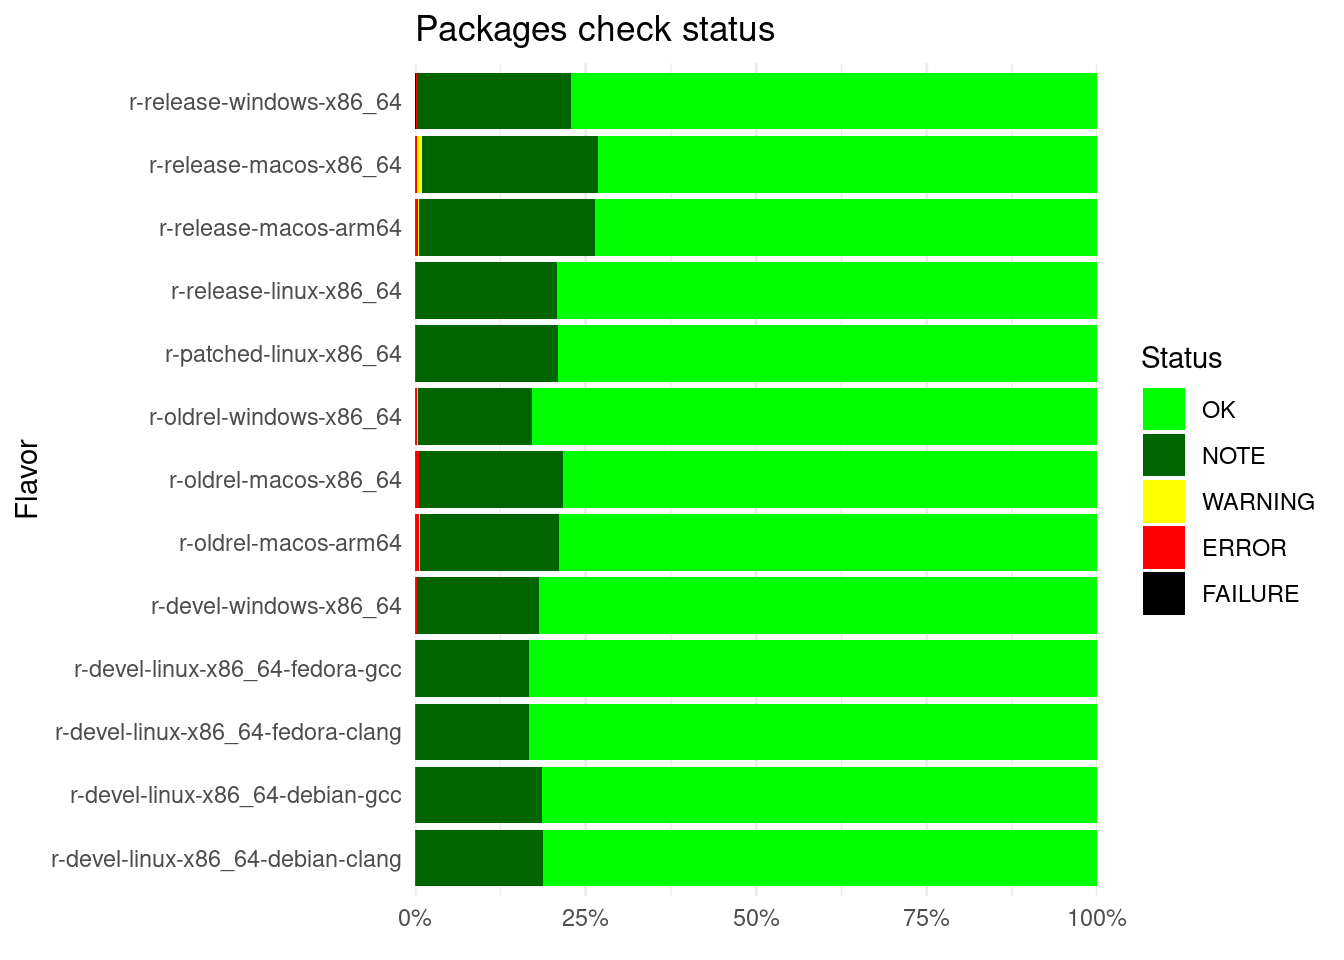 Packages check status
Flavor
r-release-windows-x86_64
r-release-macos-x86_64
r-release-macos-arm64
r-release-linux-x86_64
r-patched-linux-x86_64
r-oldrel-windows-x86_64
r-oldrel-macos-x86_64
r-oldrel-macos-arm64
r-devel-windows-x86_64
r-devel-linux-x86_64-fedora-gcc
r-devel-linux-x86_64-fedora-clang
r-devel-linux-x86_64-debian-gcc
r-devel-linux-x86_64-debian-clang
0% 25% 50% 75% 100%
Status
OK
NOTE
WARNING
ERROR
FAILURE